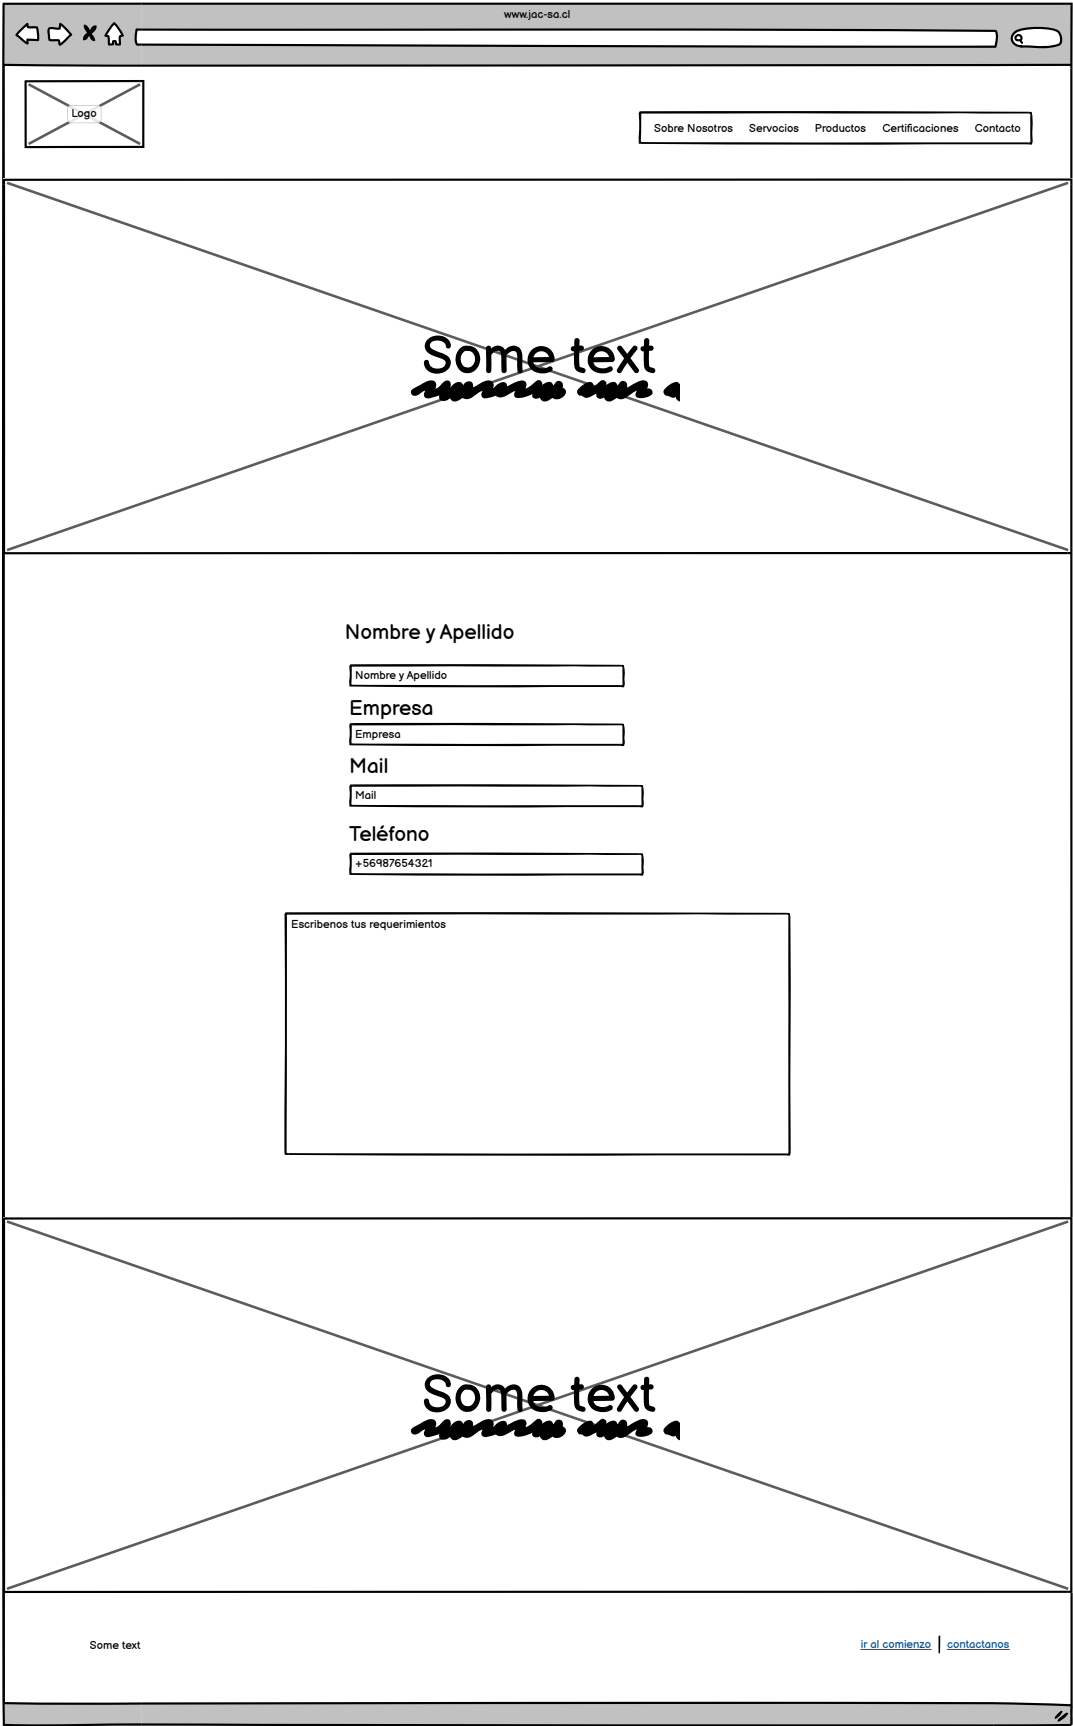 www.jac-sa.cl
Logo
Sobre Nosotros Servocios Productos Certificaciones Contacto
Some text
Nombre y Apellido
Nombre y Apellido
Empresa
Empresa
Mail
Mail
Teléfono
+56987654321
Escribenos tus requerimientos
Some text
Some text ir al comienzo | contactanos